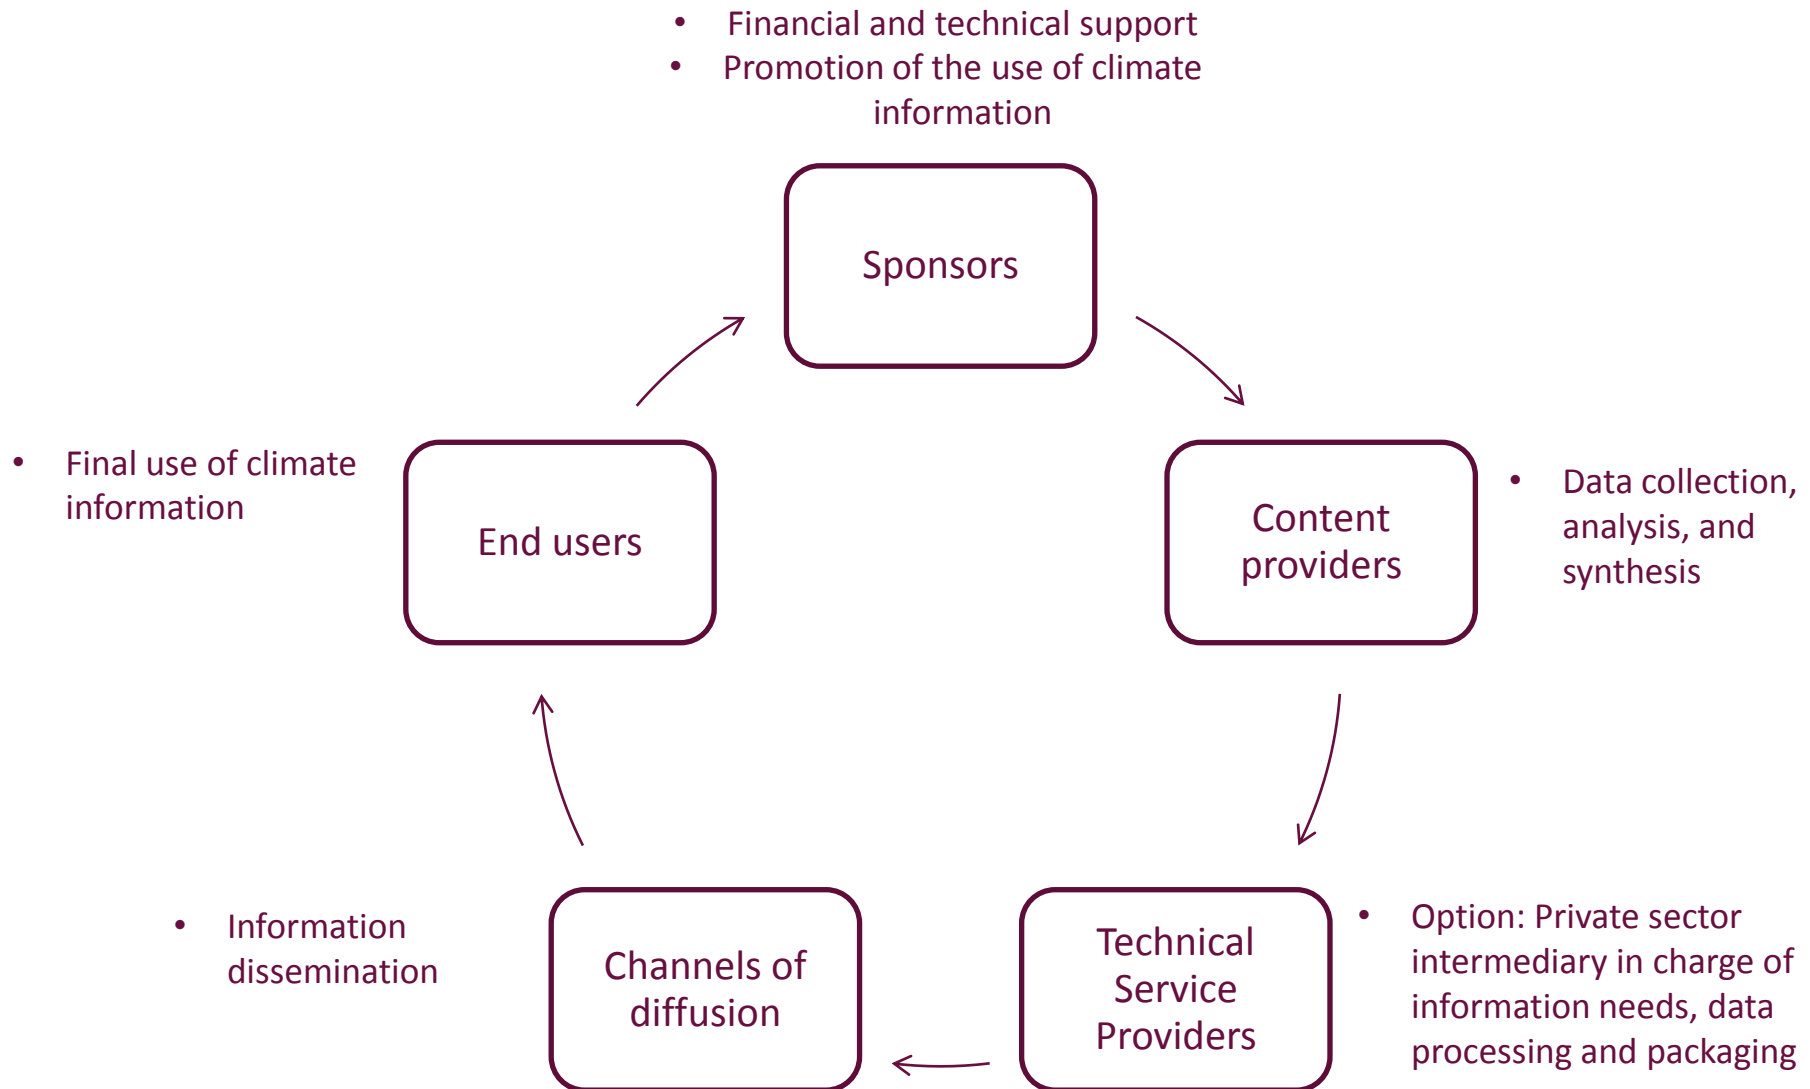 • Financial and technical support
• Promotion of the use of climate
information
Sponsors
• Final use of climate
information
End users
Content
providers
• Data collection,
analysis, and
synthesis
• Information
dissemination
Channels of
diffusion
Technical
Service
Providers
• Option: Private sector
intermediary in charge of
information needs, data
processing and packaging